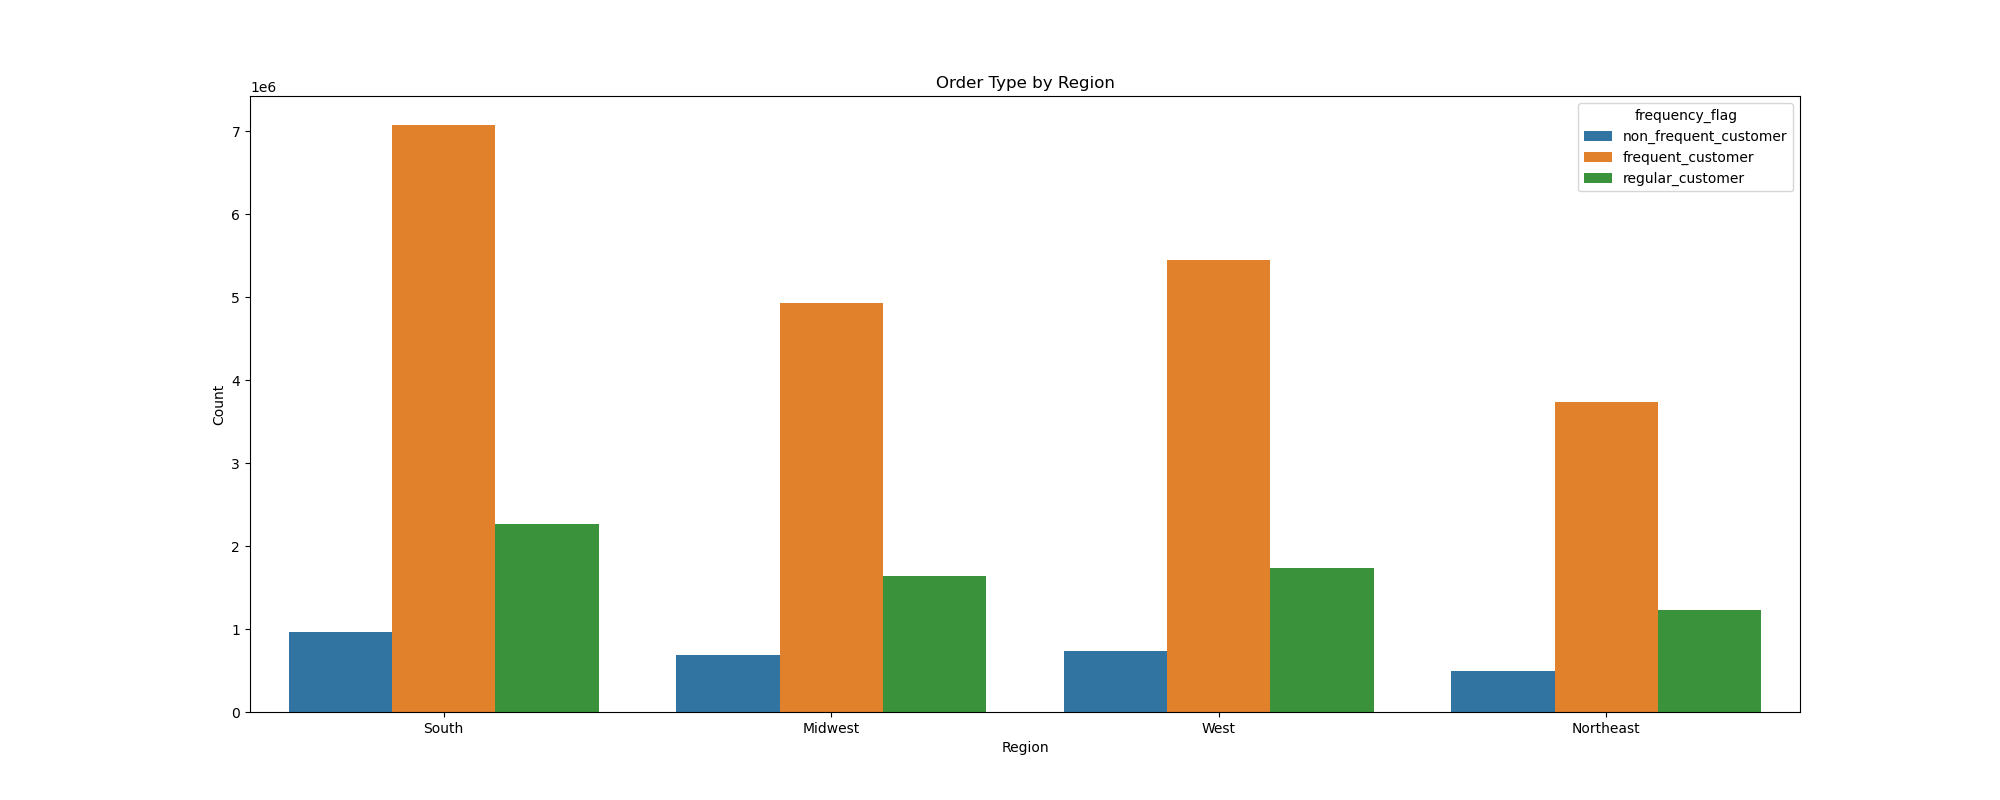 Order Type by Region
1e6
7
6
5
4
3
2
1
0
Count
frequency_flag
non_frequent_customer
frequent_customer
regular_customer
South Midwest West Northeast
Region